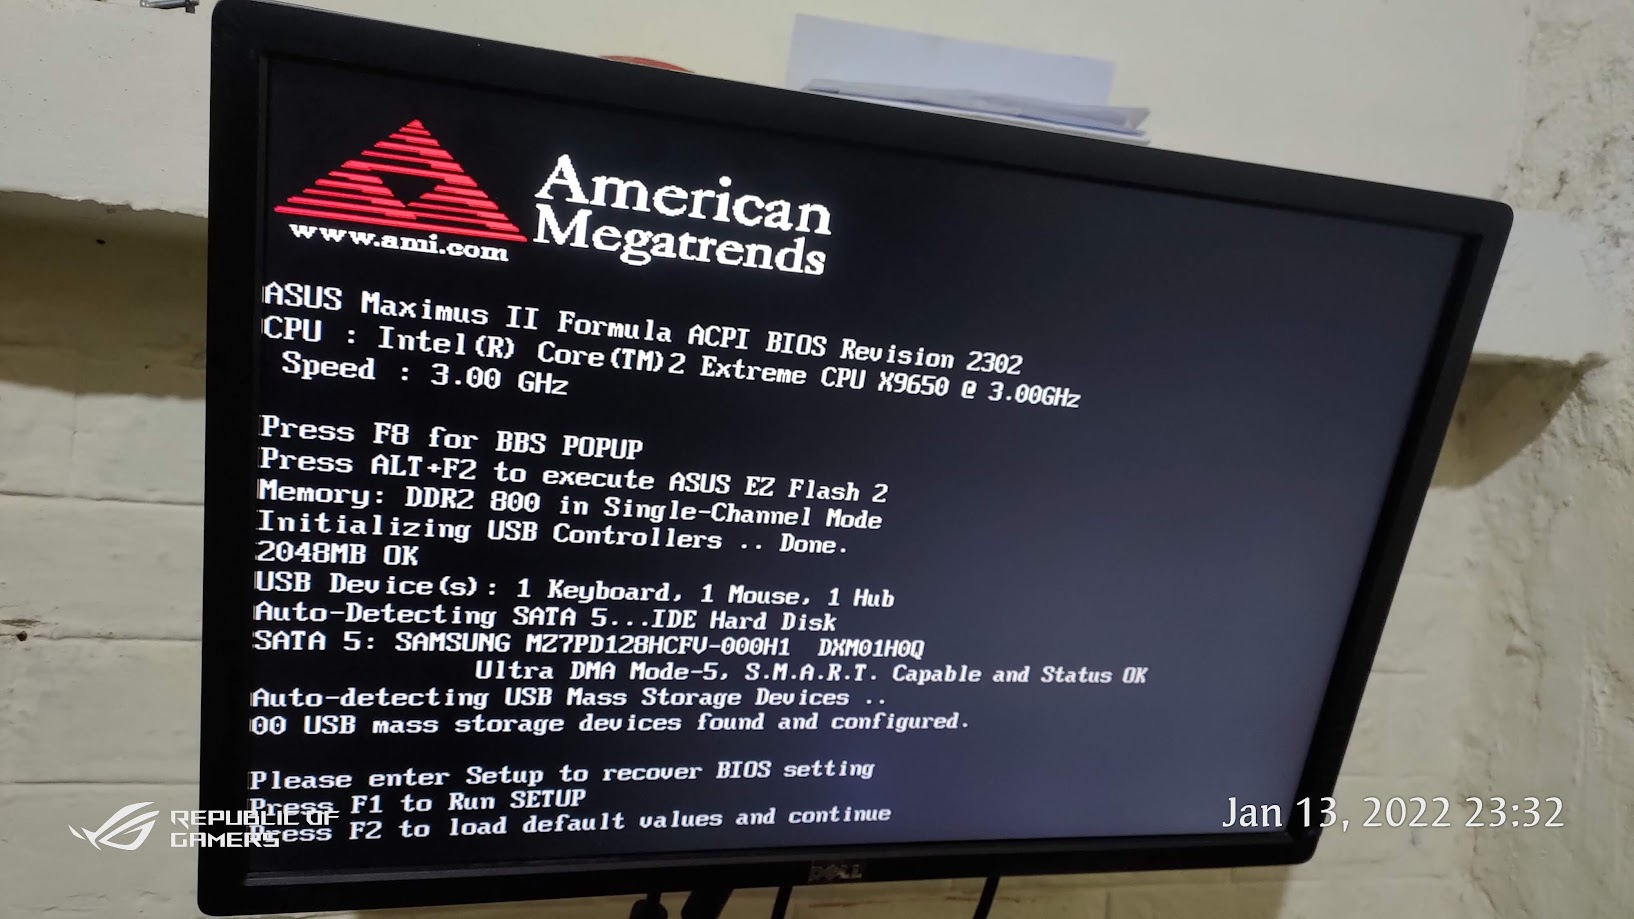 American
Megatrends
www.ami.com
ASUS Maximus II Formula ACPI BIOS Revision 2302
CPU : Intel(R) Core(TM)2 Extreme CPU X9650 @ 3.00GHz
Speed : 3.00 GHz
Press F8 for BBS POPUP
Press ALT+F2 to execute ASUS EZ Flash 2
Memory: DDR2 800 in Single-Channel Mode
Initializing USB Controllers .. Done.
2048MB OK
USB Device(s): 1 Keyboard, 1 Mouse, 1 Hub
Auto-Detecting SATA 5...IDE Hard Disk
SATA 5: SAMSUNG MZ7PD128HCFV-000H1 DXM01H0Q
Ultra DMA Mode-5, S.M.A.R.T. Capable and Status OK
Auto-detecting USB Mass Storage Devices ..
00 USB mass storage devices found and configured.
Please enter Setup to recover BIOS setting
Press F1 to Run SETUP
Press F2 to load default values and continue
REPUBLIC OF
GAMERS
Jan 13, 2022 23:32
DELL